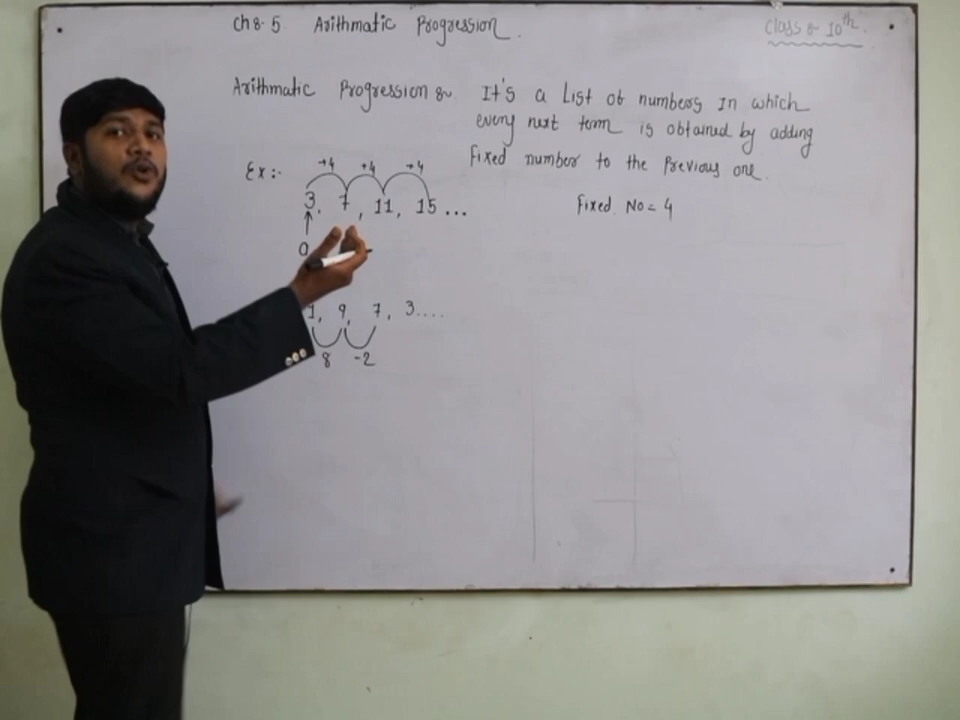 Ch :- 5. Arithmatic Progression.
Class :- 10th.
Arithmatic Progression :- It's a List of numbers In which
every next term is obtained by adding
fixed number to the previous one.
Ex :-
+4 +4 +4
3, 7, 11, 15 ...
Fixed. No = 4
a
1, 9, 7, 3....
8 -2